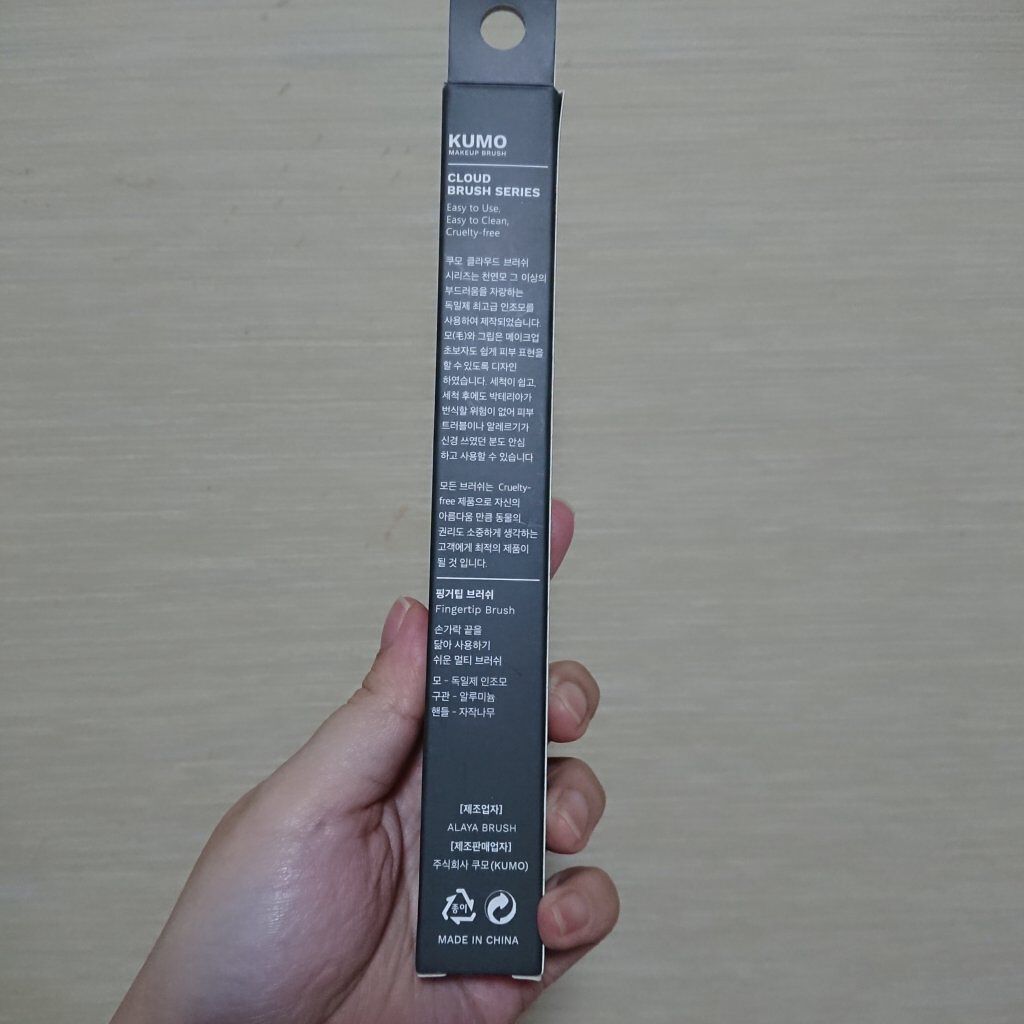 KUMO
MAKEUP BRUSH
CLOUD
BRUSH SERIES
Easy to Use,
Easy to Clean,
Cruelty-free
쿠모 클라우드 브러쉬
시리즈는 천연모 그 이상의
부드러움을 자랑하는
독일제 최고급 인조모를
사용하여 제작되었습니다.
모(毛)와 그립은 메이크업
초보자도 쉽게 피부 표현을
할 수 있도록 디자인
하였습니다. 세척이 쉽고,
세척 후에도 박테리아가
번식할 위험이 없어 피부
트러블이나 알레르기가
신경 쓰였던 분도 안심
하고 사용할 수 있습니다
모든 브러쉬는 Cruelty-
free 제품으로 자신의
아름다움 만큼 동물의
권리도 소중하게 생각하는
고객에게 최적의 제품이
될 것 입니다.
핑거팁 브러쉬
Fingertip Brush
손가락 끝을
닮아 사용하기
쉬운 멀티 브러쉬
모 - 독일제 인조모
구관 - 알루미늄
핸들 - 자작나무
[제조업자]
ALAYA BRUSH
[제조판매업자]
주식회사 쿠모(KUMO)
종이
MADE IN CHINA